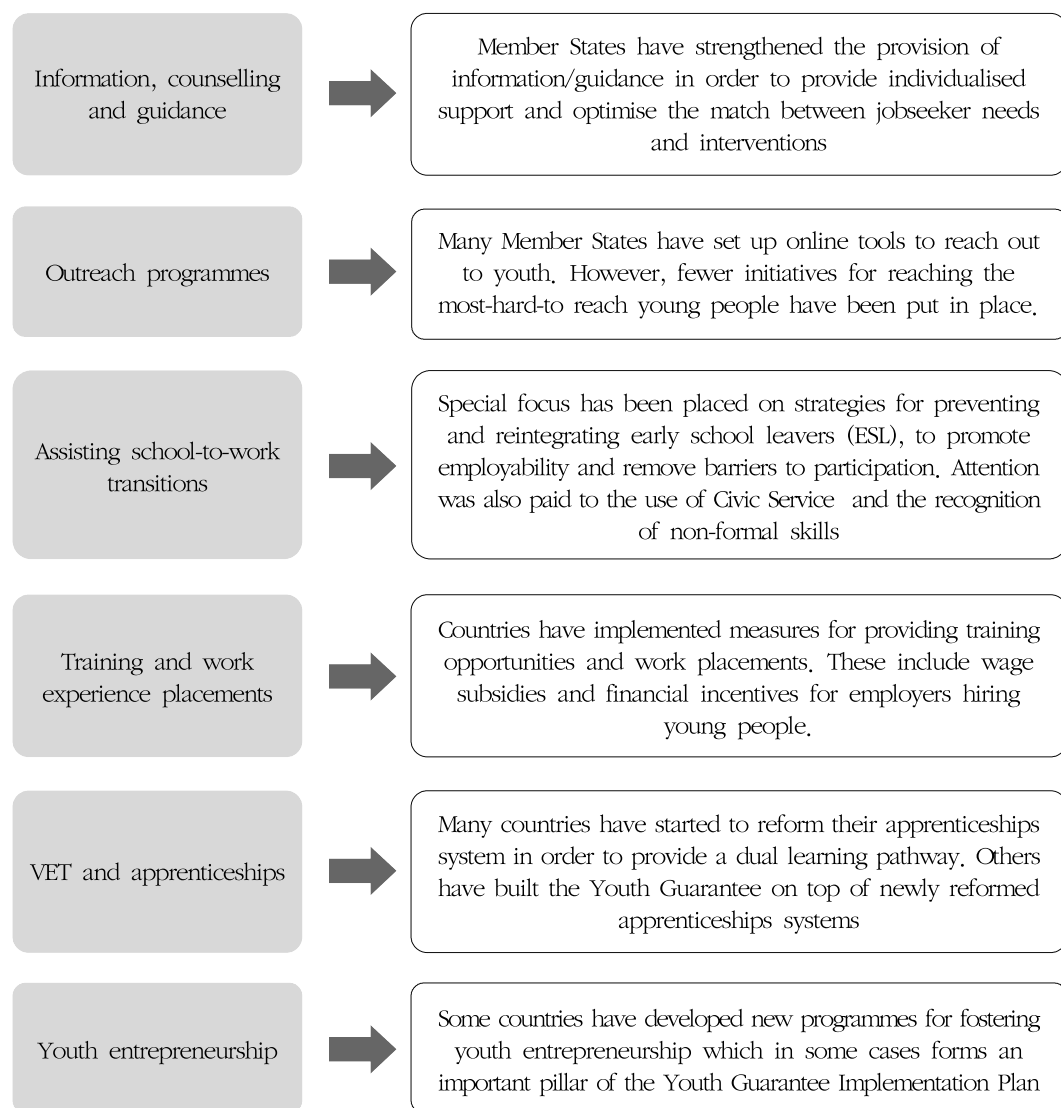 Information, counselling
and guidance
Member States have strengthened the provision of
information/guidance in order to provide individualised
support and optimise the match between jobseeker needs
and interventions
Outreach programmes
Many Member States have set up online tools to reach out
to youth. However, fewer initiatives for reaching the
most-hard-to reach young people have been put in place.
Assisting school-to-work
transitions
Special focus has been placed on strategies for preventing
and reintegrating early school leavers (ESL), to promote
employability and remove barriers to participation. Attention
was also paid to the use of Civic Service and the recognition
of non-formal skills
Training and work
experience placements
Countries have implemented measures for providing training
opportunities and work placements. These include wage
subsidies and financial incentives for employers hiring
young people.
VET and apprenticeships
Many countries have started to reform their apprenticeships
system in order to provide a dual learning pathway. Others
have built the Youth Guarantee on top of newly reformed
apprenticeships systems
Youth entrepreneurship
Some countries have developed new programmes for fostering
youth entrepreneurship which in some cases forms an
important pillar of the Youth Guarantee Implementation Plan